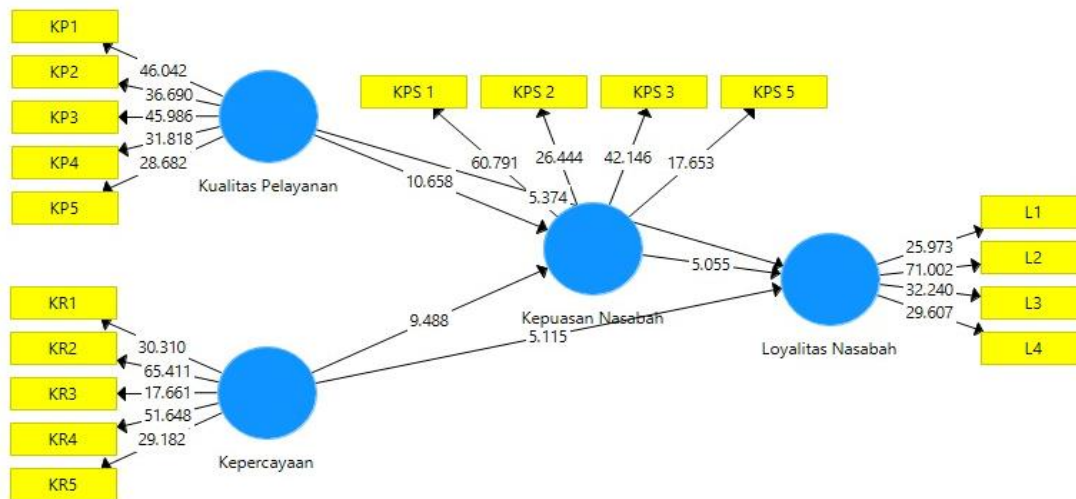 KP1
KP2
KP3
KP4
KP5
46.042
36.690
45.986
31.818
28.682
Kualitas Pelayanan
KPS 1
KPS 2
KPS 3
KPS 5
60.791
26.444
42.146
17.653
10.658
5.374
Kepuasan Nasabah
5.055
9.488
5.115
L1
L2
L3
L4
25.973
71.002
32.240
29.607
Loyalitas Nasabah
KR1
KR2
KR3
KR4
KR5
30.310
65.411
17.661
51.648
29.182
Kepercayaan